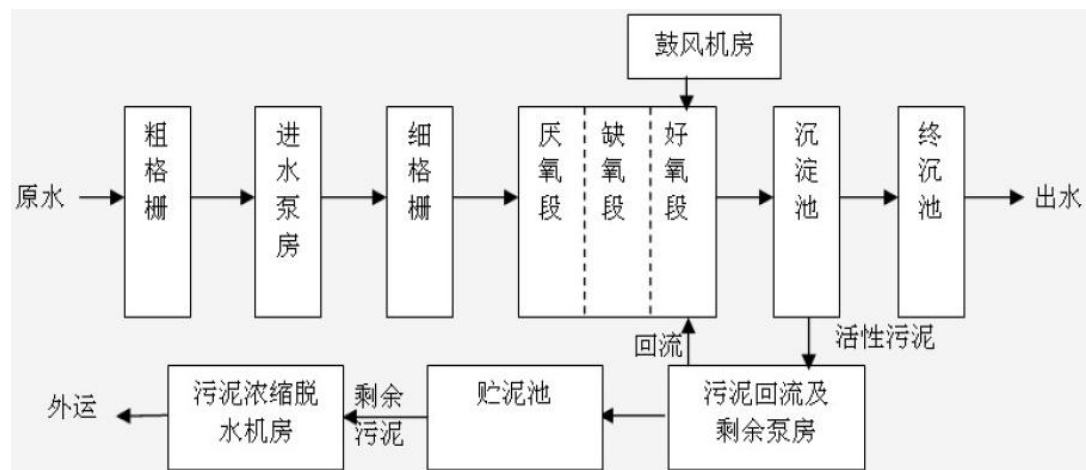 鼓风机房
原水
粗格栅
进水泵房
细格栅
厌氧段
缺氧段
好氧段
沉淀池
终沉池
出水
回流
活性污泥
外运
污泥浓缩脱
水机房
剩余
污泥
贮泥池
污泥回流及
剩余泵房